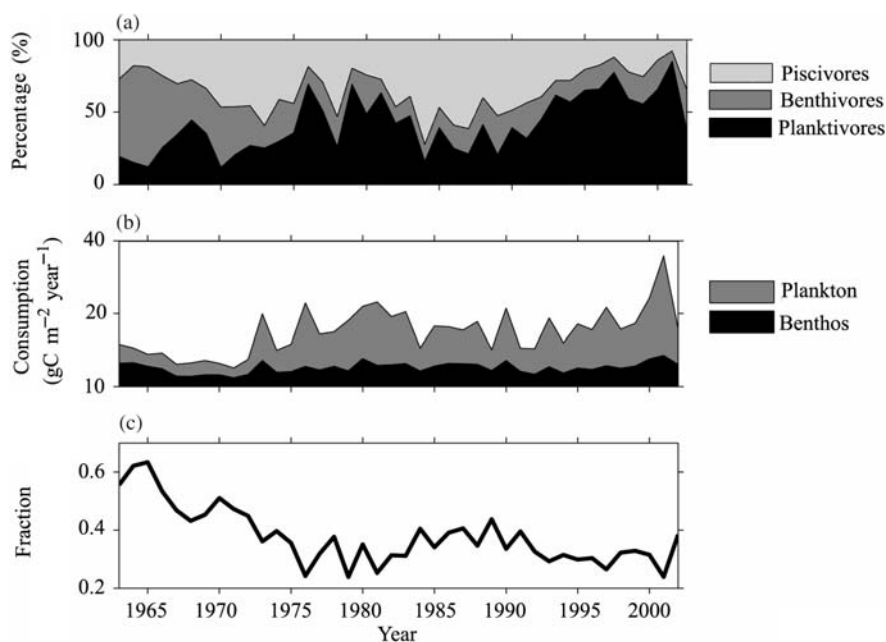 (a)
Percentage (%)
100
50
0
Piscivores
Benthivores
Planktivores
(b)
Consumption
(gC m⁻² year⁻¹)
40
20
10
Plankton
Benthos
(c)
Fraction
0.6
0.4
0.2
1965 1970 1975 1980 1985 1990 1995 2000
Year